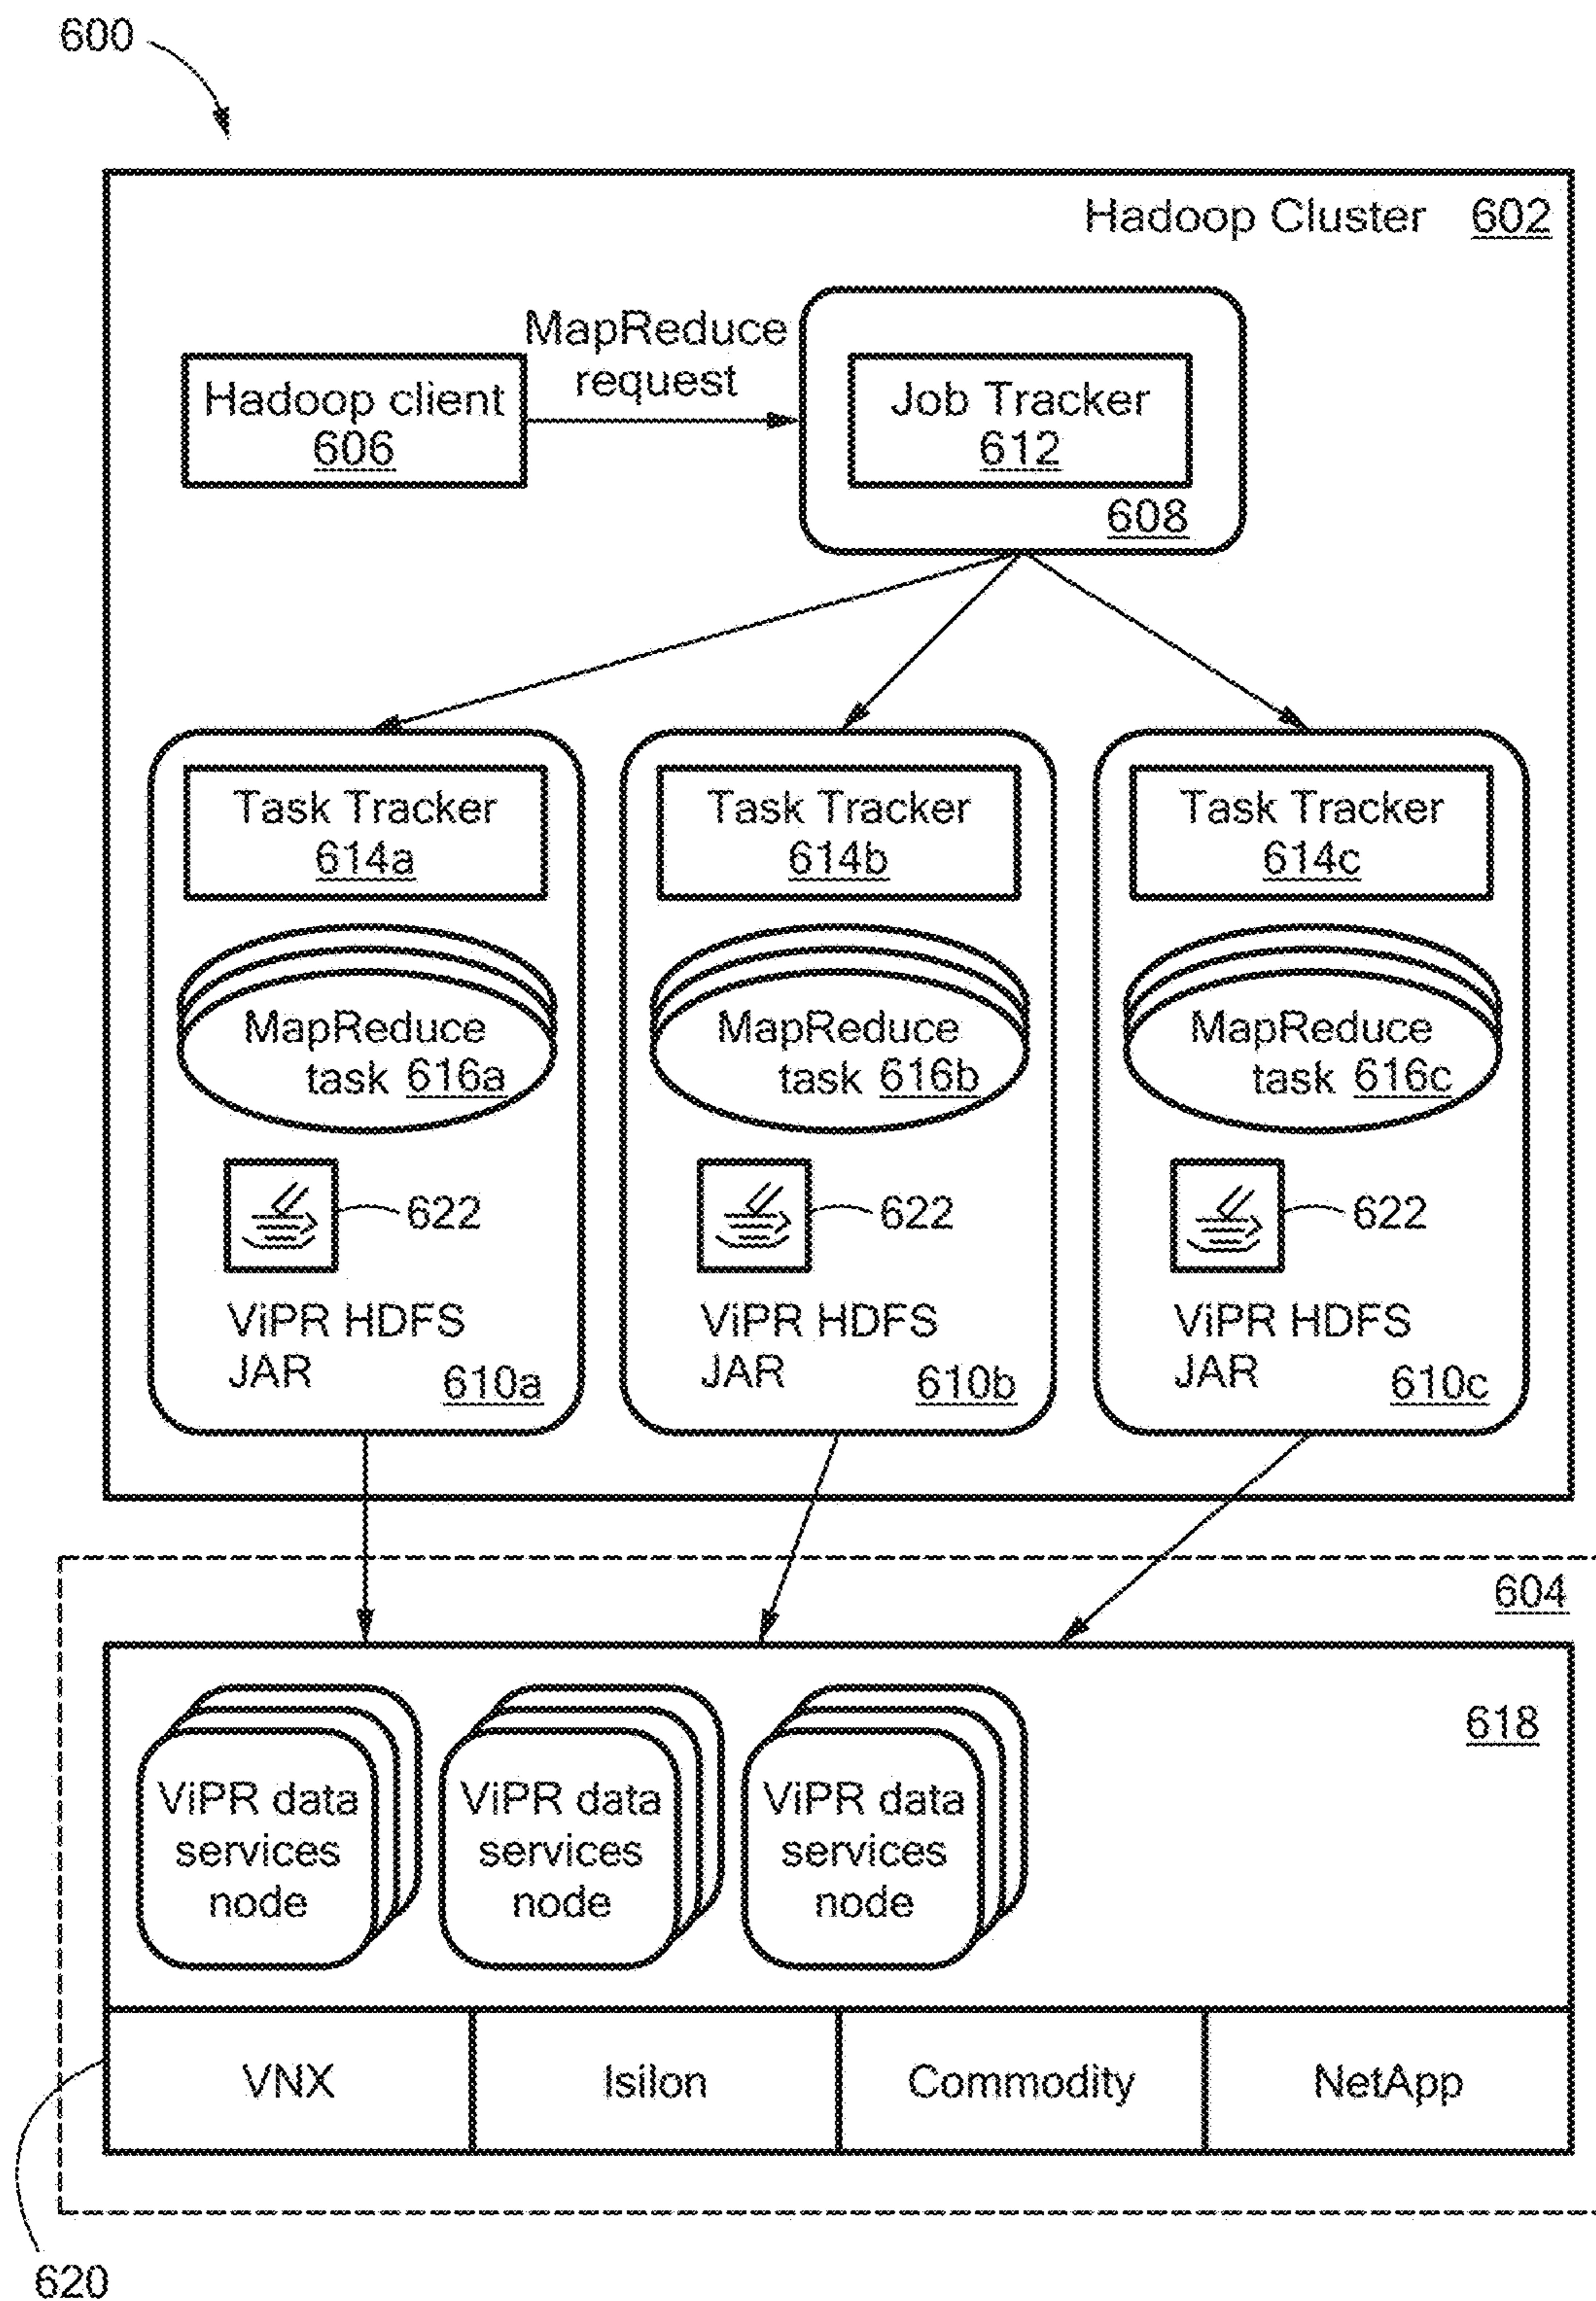 600
Hadoop Cluster 602
MapReduce
request
Hadoop client
606
Job Tracker
612
608
Task Tracker
614a
MapReduce
task 616a
622
ViPR HDFS
JAR
610a
Task Tracker
614b
MapReduce
task 616b
622
ViPR HDFS
JAR
610b
Task Tracker
614c
MapReduce
task 616c
622
ViPR HDFS
JAR
610c
604
618
ViPR data
services
node
ViPR data
services
node
ViPR data
services
node
VNX
Isilon
Commodity
NetApp
620